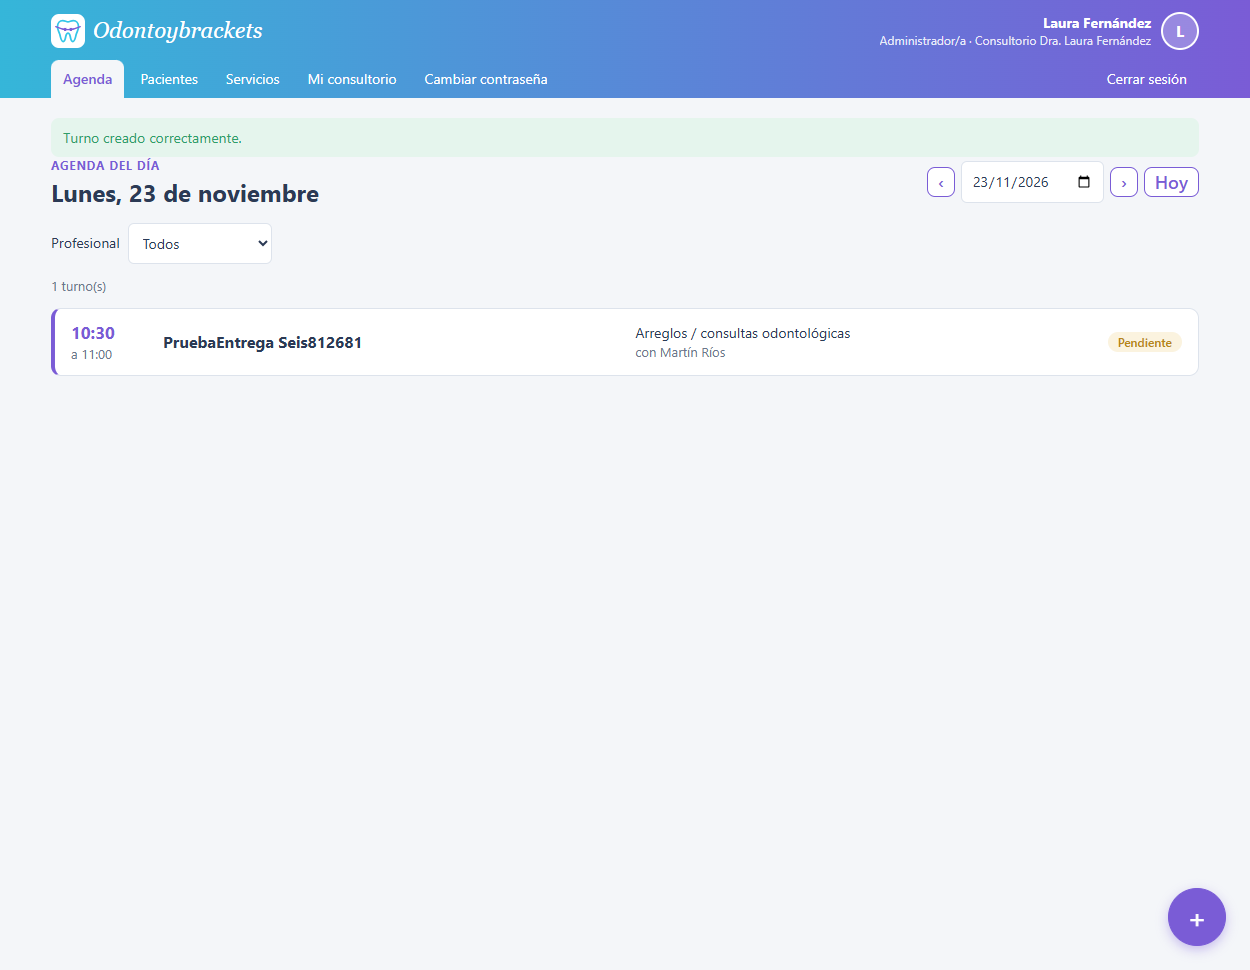 Odontoybrackets
Laura Fernández
Administrador/a · Consultorio Dra. Laura Fernández
L
Agenda
Pacientes
Servicios
Mi consultorio
Cambiar contraseña
Cerrar sesión
Turno creado correctamente.
AGENDA DEL DÍA
Lunes, 23 de noviembre
‹
23/11/2026
›
Hoy
Profesional
Todos
1 turno(s)
10:30
a 11:00
PruebaEntrega Seis812681
Arreglos / consultas odontológicas
con Martín Ríos
Pendiente
+